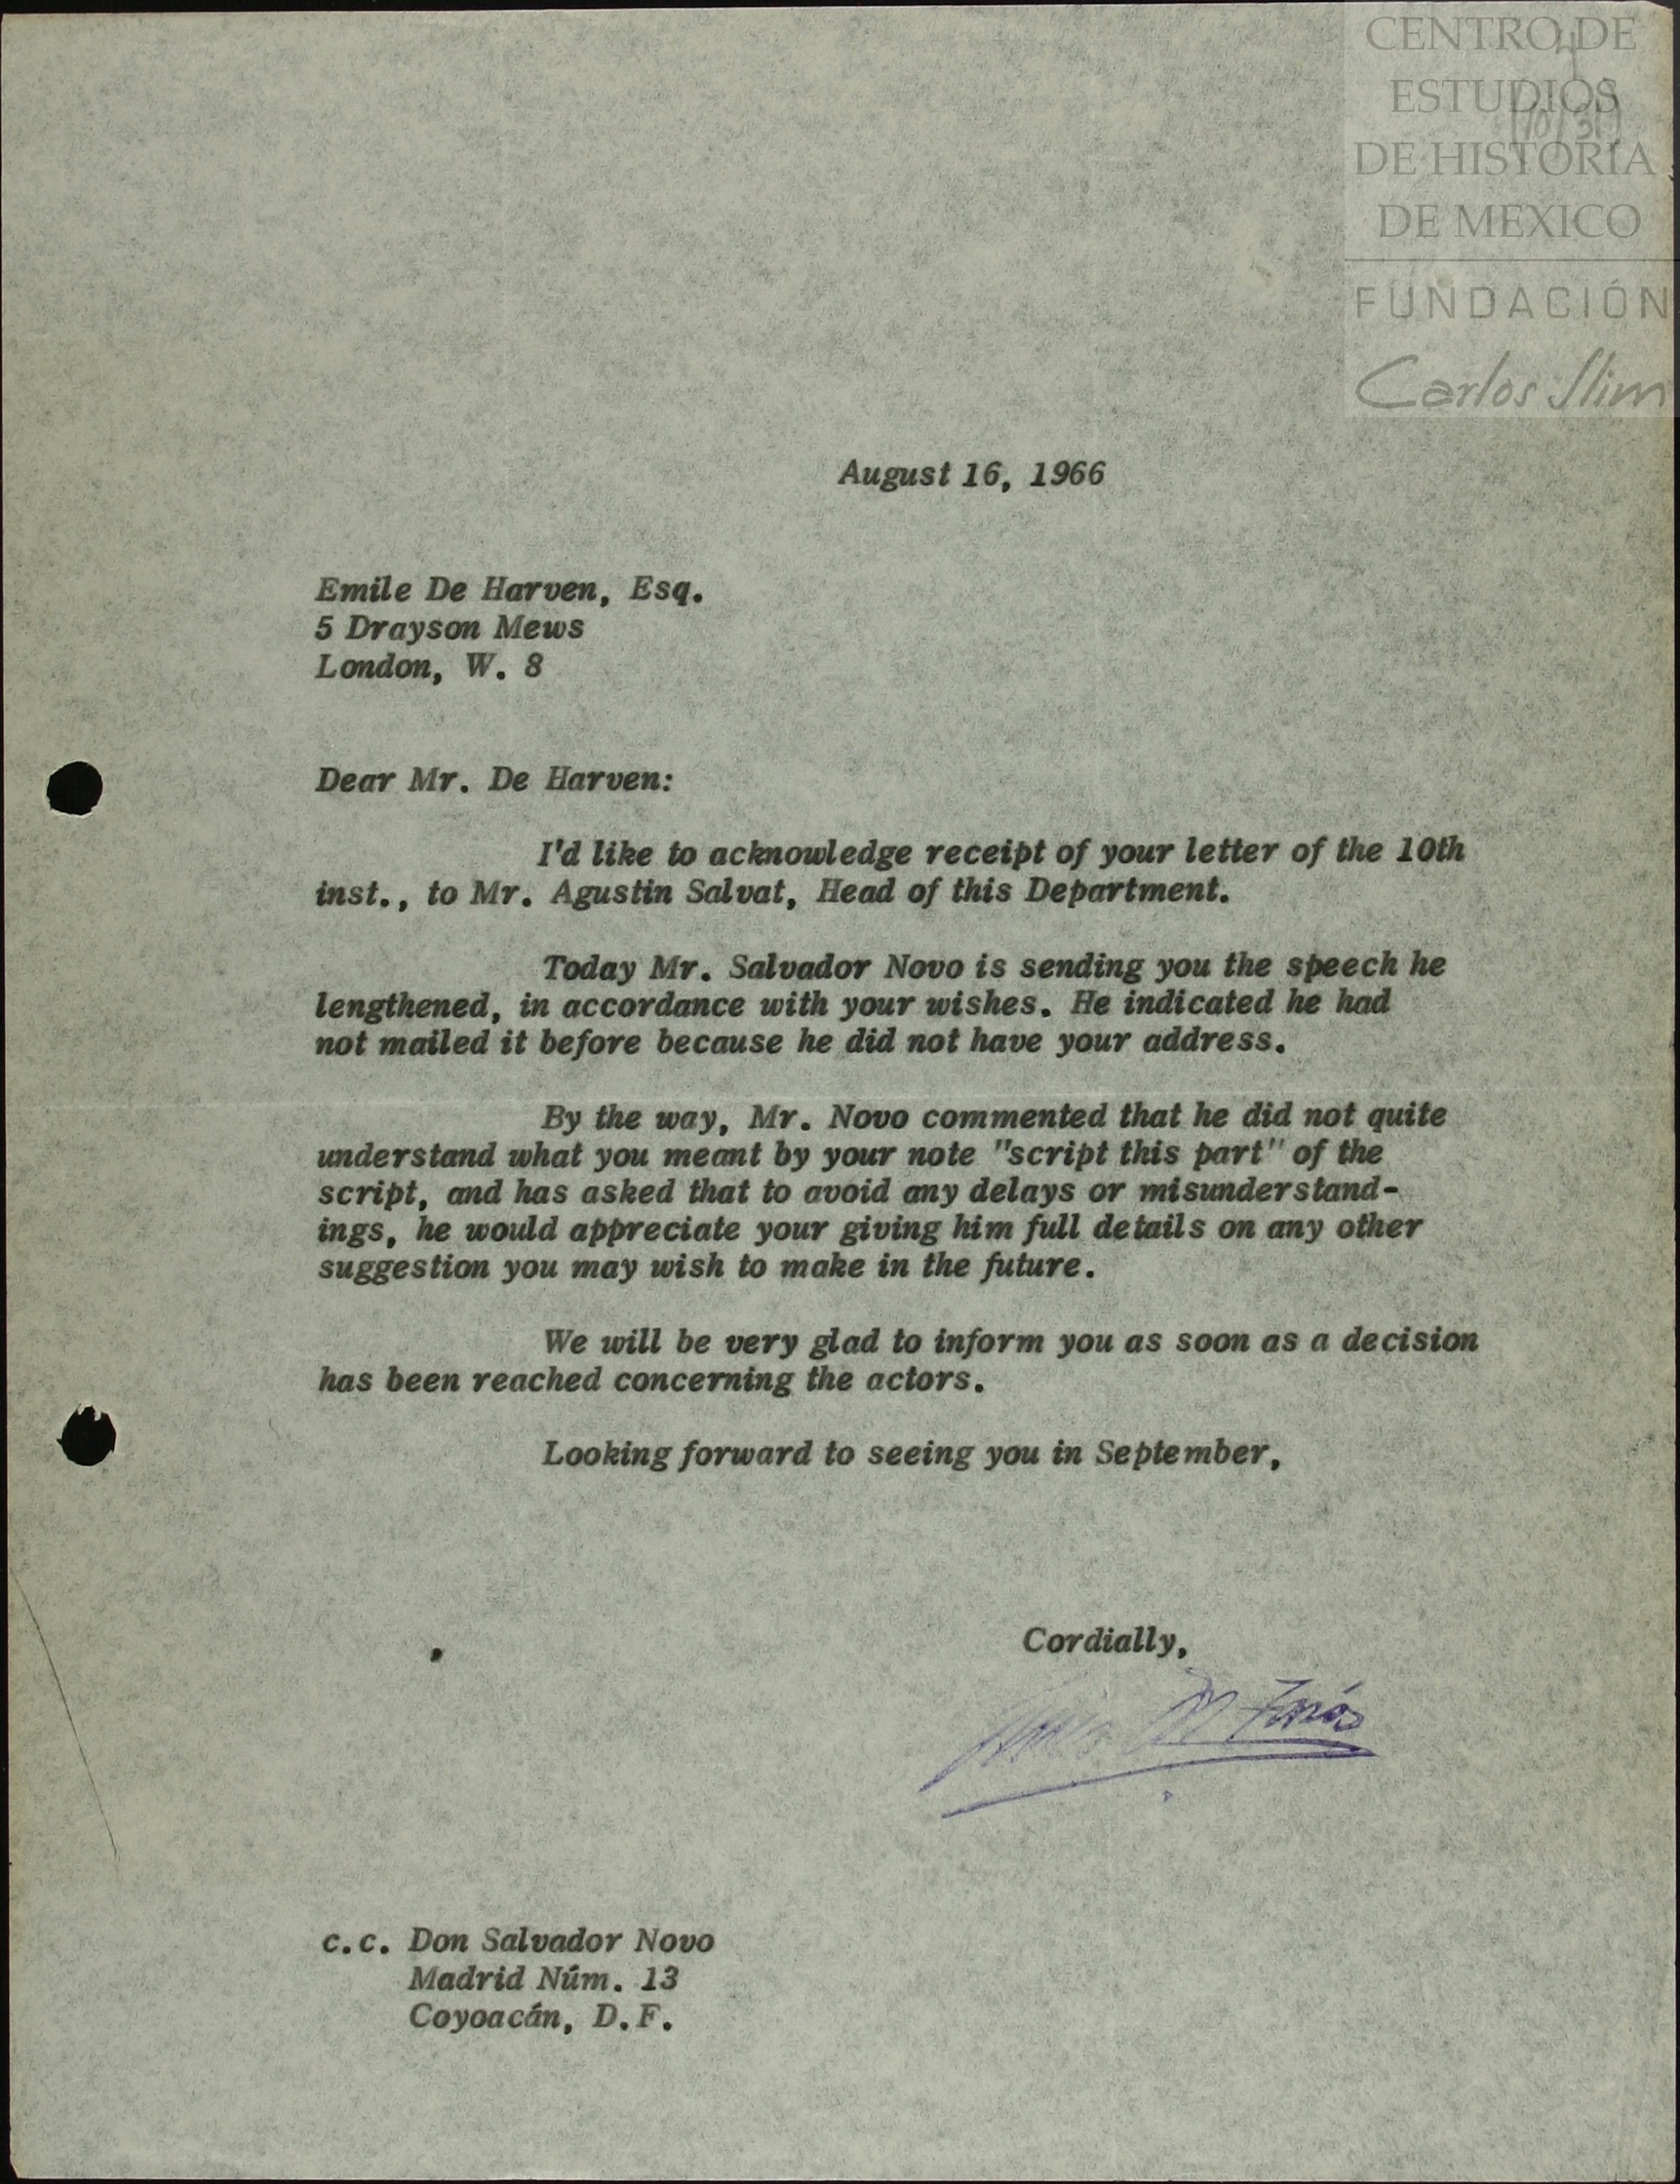 CENTRO DE
ESTUDIOS
DE HISTORIA
DE MEXICO
FUNDACIÓN
Carlos Slim
August 16, 1966
Emile De Harven, Esq.
5 Drayson Mews
London, W. 8
Dear Mr. De Harven:
I'd like to acknowledge receipt of your letter of the 10th
inst., to Mr. Agustin Salvat, Head of this Department.
Today Mr. Salvador Novo is sending you the speech he
lengthened, in accordance with your wishes. He indicated he had
not mailed it before because he did not have your address.
By the way, Mr. Novo commented that he did not quite
understand what you meant by your note "script this part" of the
script, and has asked that to avoid any delays or misunderstand-
ings, he would appreciate your giving him full details on any other
suggestion you may wish to make in the future.
We will be very glad to inform you as soon as a decision
has been reached concerning the actors.
Looking forward to seeing you in September,
Cordially,
c.c. Don Salvador Novo
Madrid Núm. 13
Coyoacán, D.F.